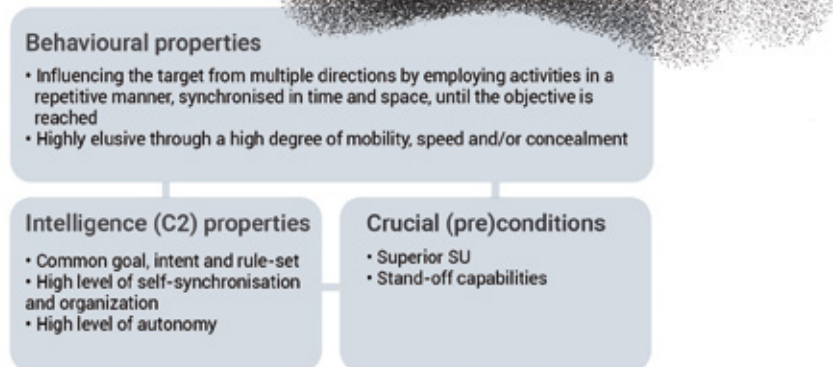 Behavioural properties
• Influencing the target from multiple directions by employing activities in a
repetitive manner, synchronised in time and space, until the objective is
reached
• Highly elusive through a high degree of mobility, speed and/or concealment
Intelligence (C2) properties
• Common goal, intent and rule-set
• High level of self-synchronisation
and organization
• High level of autonomy
Crucial (pre)conditions
• Superior SU
• Stand-off capabilities